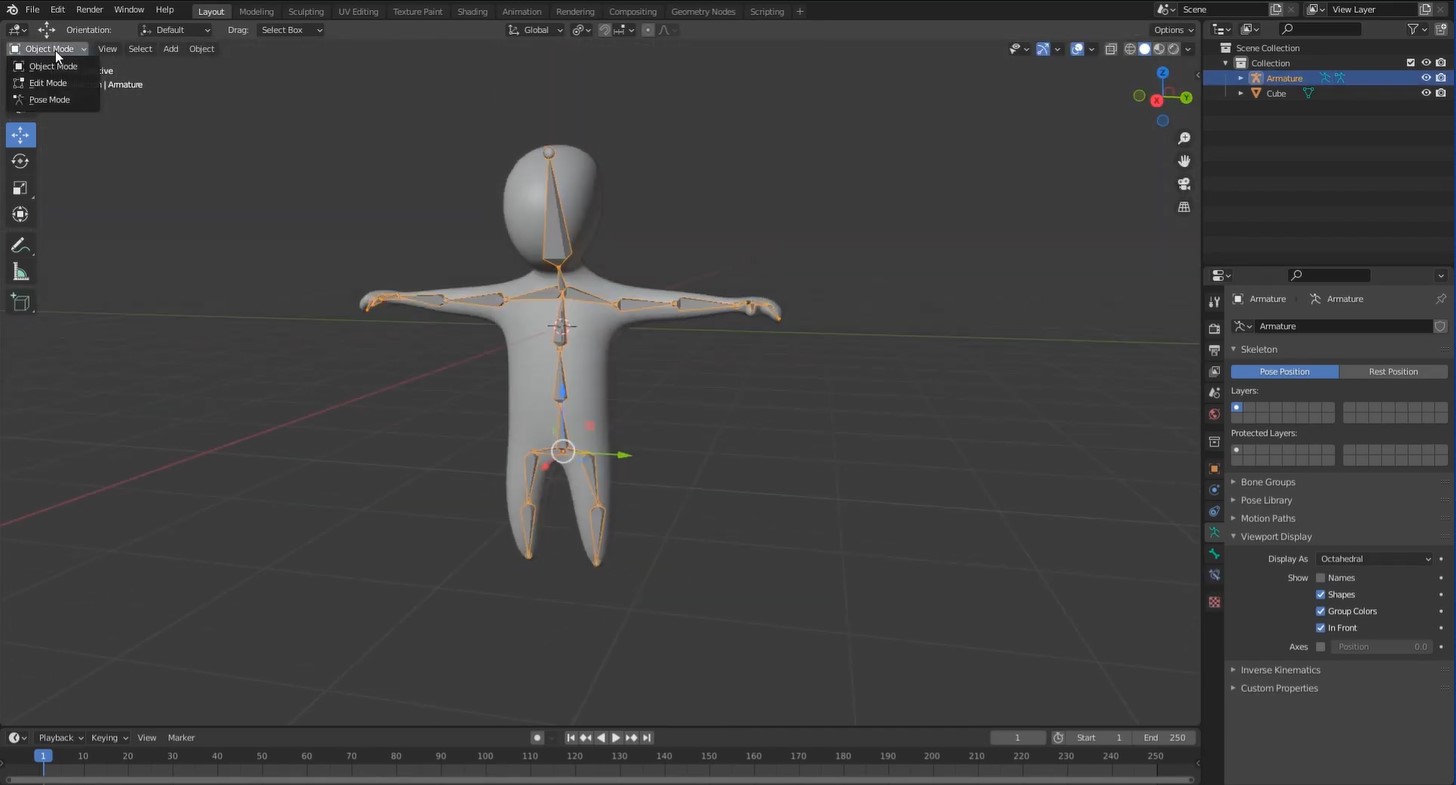 File Edit Render Window Help Layout Modeling Sculpting UV Editing Texture Paint Shading Animation Rendering Compositing Geometry Nodes Scripting + Scene View Layer
Orientation: Default Drag: Select Box Global Options
Object Mode View Select Add Object
Object Mode
Edit Mode
Pose Mode
ctive
| Armature
Z
Y
X
Scene Collection
Collection
Armature
Cube
Armature Armature
Armature
Skeleton
Pose Position Rest Position
Layers:
Protected Layers:
Bone Groups
Pose Library
Motion Paths
Viewport Display
Display As Octahedral
Show Names
Shapes
Group Colors
In Front
Axes Position 0.0
Inverse Kinematics
Custom Properties
Playback Keying View Marker 1 Start 1 End 250
1 10 20 30 40 50 60 70 80 90 100 110 120 130 140 150 160 170 180 190 200 210 220 230 240 250